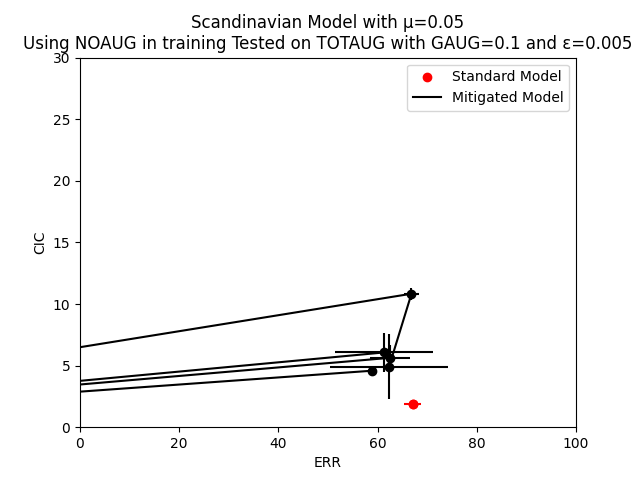 Scandinavian Model with μ=0.05
Using NOAUG in training Tested on TOTAUG with GAUG=0.1 and ε=0.005
Standard Model
Mitigated Model
30
25
20
15
10
5
0
CIC
0 20 40 60 80 100
ERR